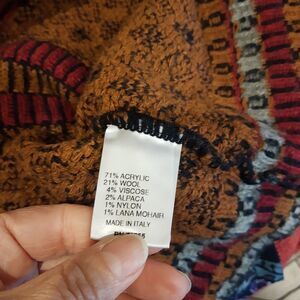 71% ACRYLIC
21% WOOL
4% VISCOSE
2% ALPACA
1% NYLON
1% LANA MOHAIR
MADE IN ITALY